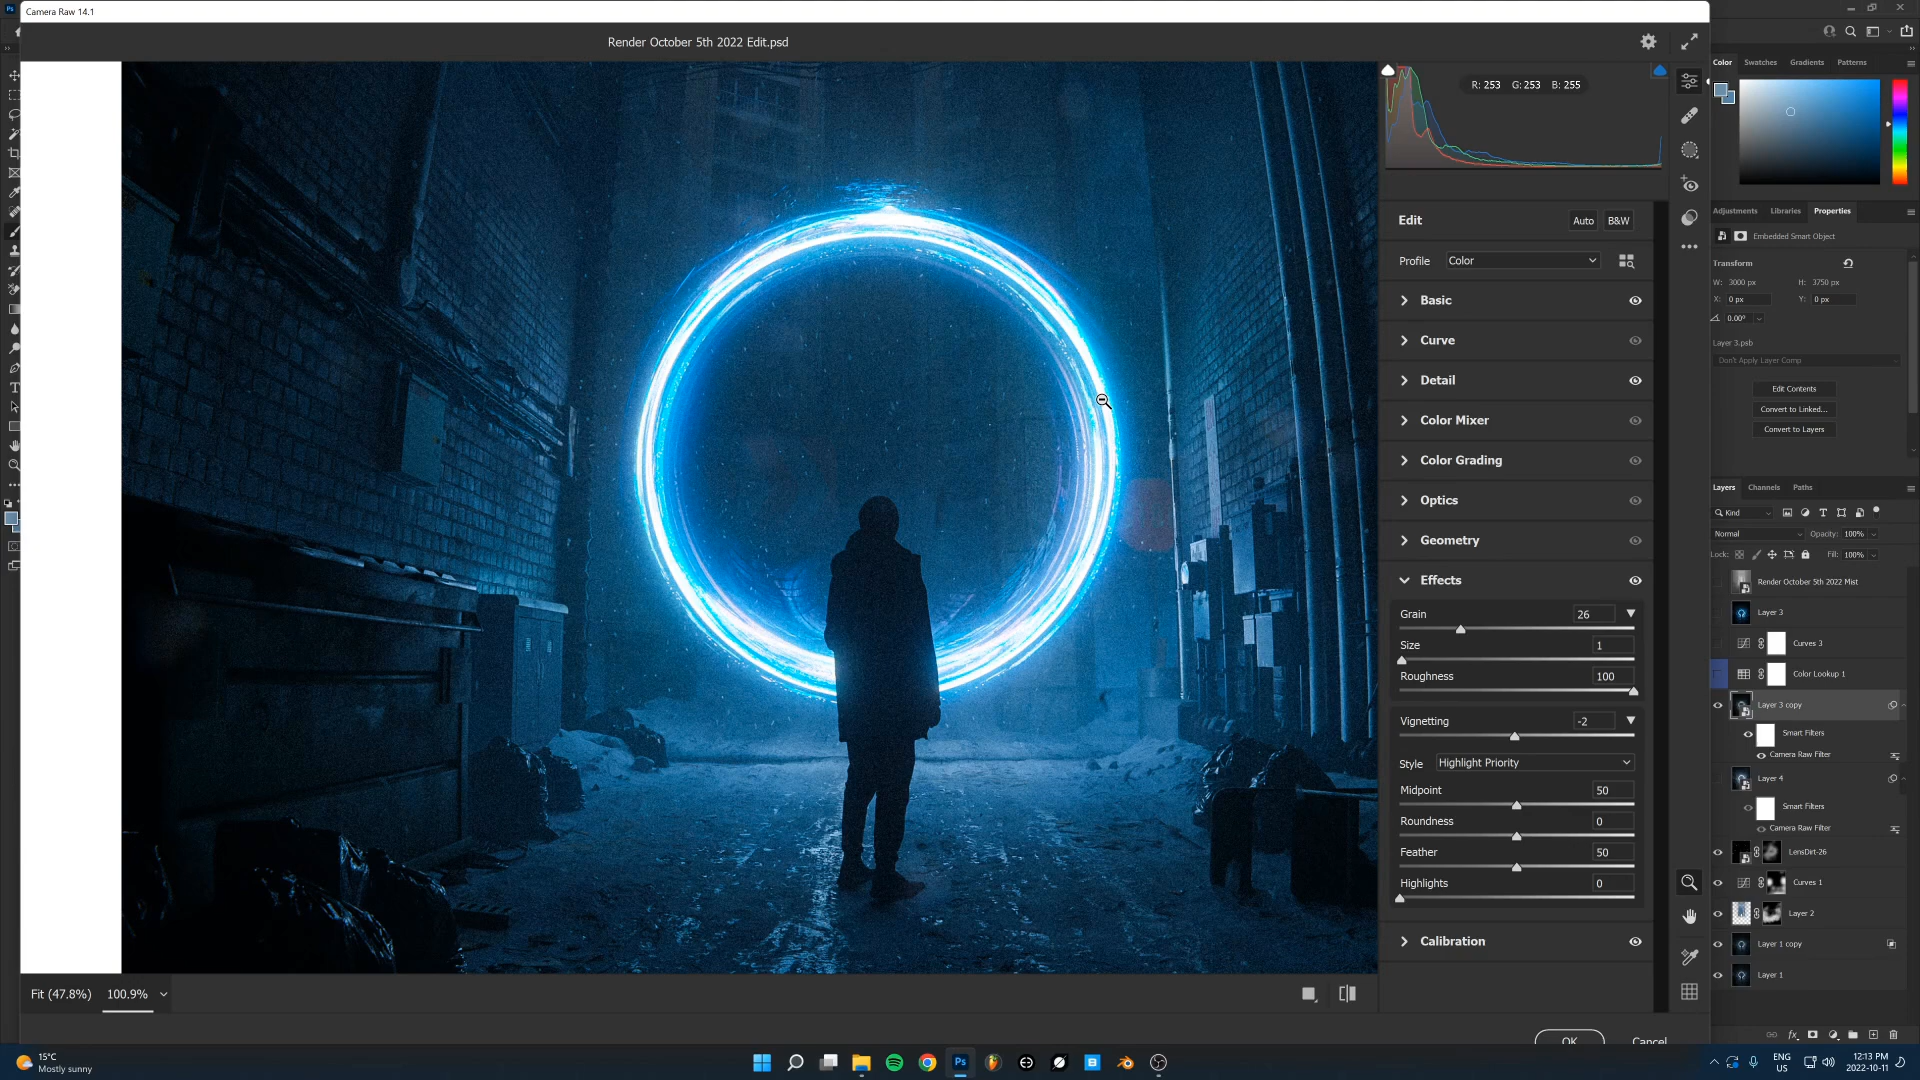 Camera Raw 14.1
Render October 5th 2022 Edit.psd
R: 253 G: 253 B: 255
Edit
Auto
B&W
Profile
Color
Basic
Curve
Detail
Color Mixer
Color Grading
Optics
Geometry
Effects
Grain 26
Size 1
Roughness 100
Vignetting -2
Style Highlight Priority
Midpoint 50
Roundness 0
Feather 50
Highlights 0
Calibration
Fit (47.8%) 100.9%
OK
Cancel
Color Swatches Gradients Patterns
Adjustments Libraries Properties
Embedded Smart Object
Transform
W: 3000 px H: 3750 px
X: 0 px Y: 0 px
0.00°
Layer 3.psb
Don't Apply Layer Comp
Edit Contents
Convert to Linked...
Convert to Layers
Layers Channels Paths
Kind
Normal Opacity: 100%
Lock: Fill: 100%
Render October 5th 2022 Mist
Layer 3
Curves 3
Color Lookup 1
Layer 3 copy
Smart Filters
Camera Raw Filter
Layer 4
Smart Filters
Camera Raw Filter
LensDirt-26
Curves 1
Layer 2
Layer 1 copy
Layer 1
fx
15°C
Mostly sunny
Ps
ENG
US
12:13 PM
2022-10-11